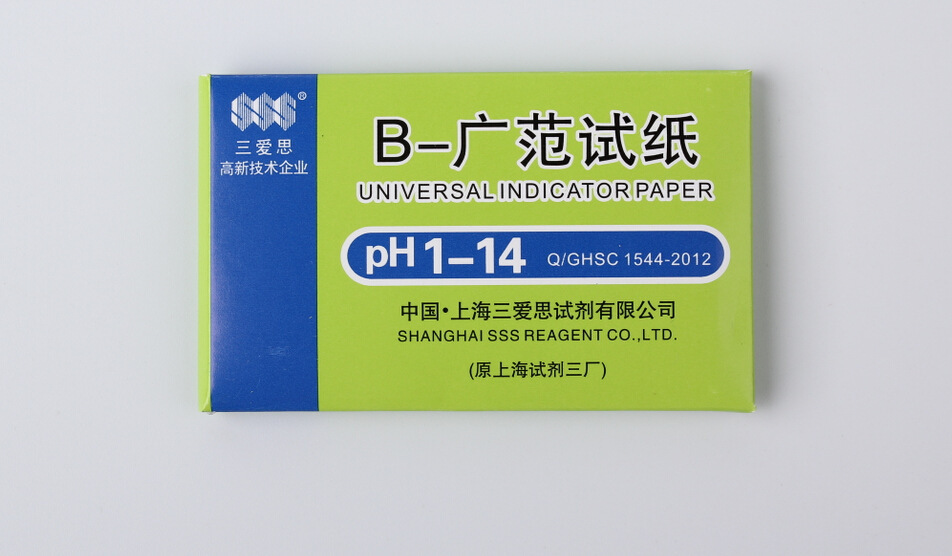 SSS®
三爱思
高新技术企业
B-广范试纸
UNIVERSAL INDICATOR PAPER
pH 1-14 Q/GHSC 1544-2012
中国·上海三爱思试剂有限公司
SHANGHAI SSS REAGENT CO.,LTD.
(原上海试剂三厂)